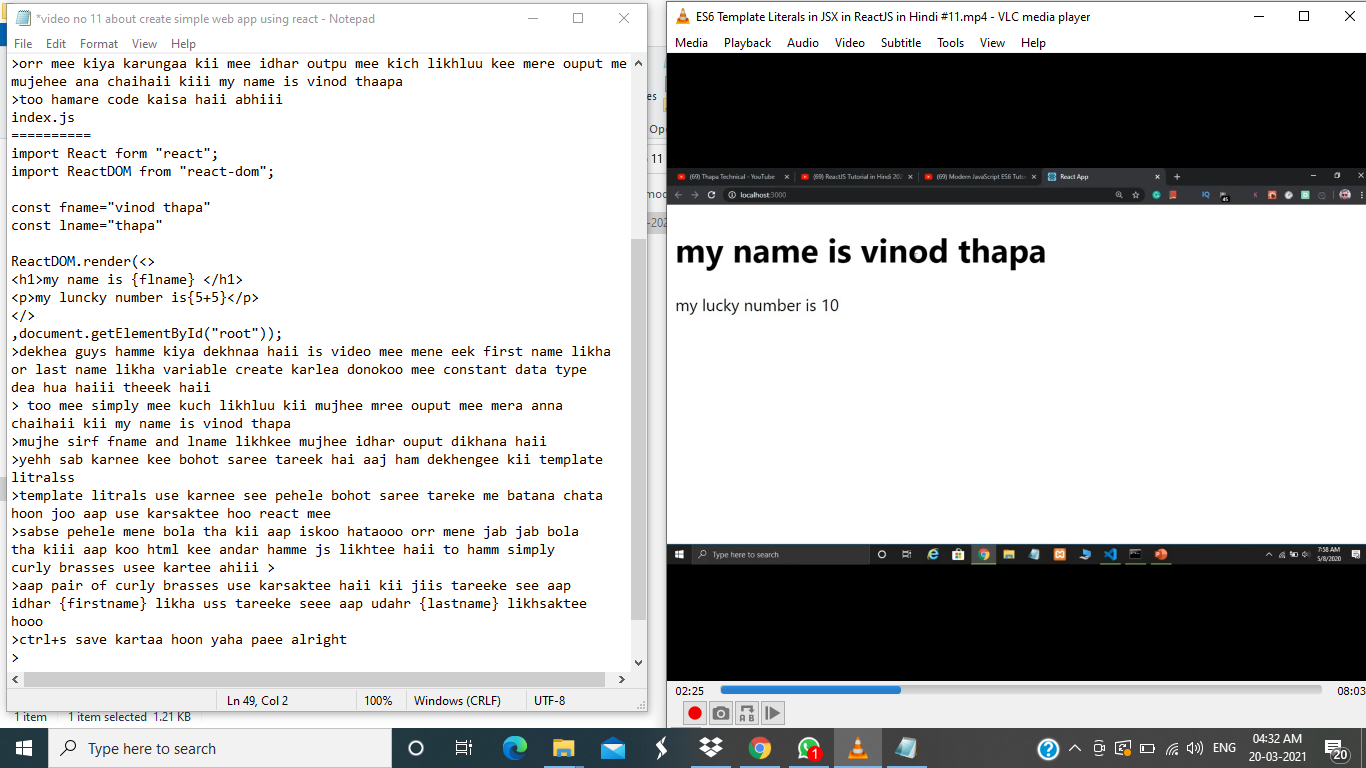 *video no 11 about create simple web app using react - Notepad
File Edit Format View Help
>orr mee kiya karungaa kii mee idhar outpu mee kich likhluu kee mere ouput me
mujehee ana chaihaii kiii my name is vinod thaapa
>too hamare code kaisa haii abhiii
index.js
==========
import React form "react";
import ReactDOM from "react-dom";
const fname="vinod thapa"
const lname="thapa"
ReactDOM.render(<>
<h1>my name is {flname} </h1>
<p>my luncky number is{5+5}</p>
</>
,document.getElementById("root"));
>dekhea guys hamme kiya dekhnaa haii is video mee mene eek first name likha
or last name likha variable create karlea donokoo mee constant data type
dea hua haiii theeek haii
> too mee simply mee kuch likhluu kii mujhee mree ouput mee mera anna
chaihaii kii my name is vinod thapa
>mujhe sirf fname and lname likhkee mujhee idhar ouput dikhana haii
>yehh sab karnee kee bohot saree tareek hai aaj ham dekhengee kii template
litralss
>template litrals use karnee see pehele bohot saree tareke me batana chata
hoon joo aap use karsaktee hoo react mee
>sabse pehele mene bola tha kii aap iskoo hataooo orr mene jab jab bola
tha kiii aap koo html kee andar hamme js likhtee haii to hamm simply
curly brasses usee kartee ahiii >
>aap pair of curly brasses use karsaktee haii kii jiis tareeke see aap
idhar {firstname} likha uss tareeke seee aap udahr {lastname} likhsaktee
hooo
>ctrl+s save kartaa hoon yaha paee alright
>
Ln 49, Col 2 100% Windows (CRLF) UTF-8
1 item 1 item selected 1.21 KB
es
Ope
11
mod
-202
ES6 Template Literals in JSX in ReactJS in Hindi #11.mp4 - VLC media player
Media Playback Audio Video Subtitle Tools View Help
(69) Thapa Technical - YouTube (69) ReactJS Tutorial in Hindi 202 (69) Modern JavaScript ES6 Tuto React App
localhost:3000
my name is vinod thapa
my lucky number is 10
Type here to search
7:58 AM
5/8/2020
02:25 08:03
A B
Type here to search
1
ENG
04:32 AM
20-03-2021
20